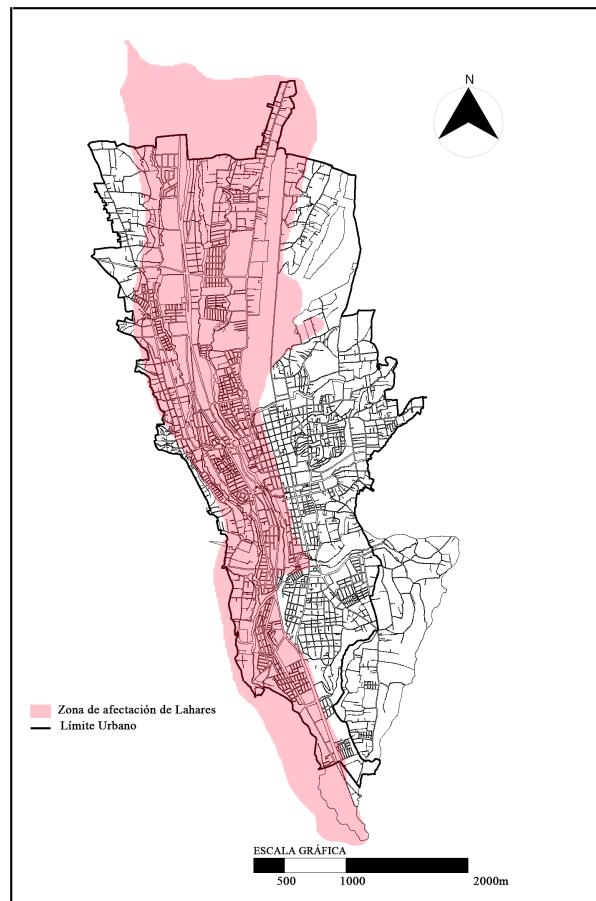 N
Zona de afectación de Lahares
Límite Urbano
ESCALA GRÁFICA
500 1000 2000m